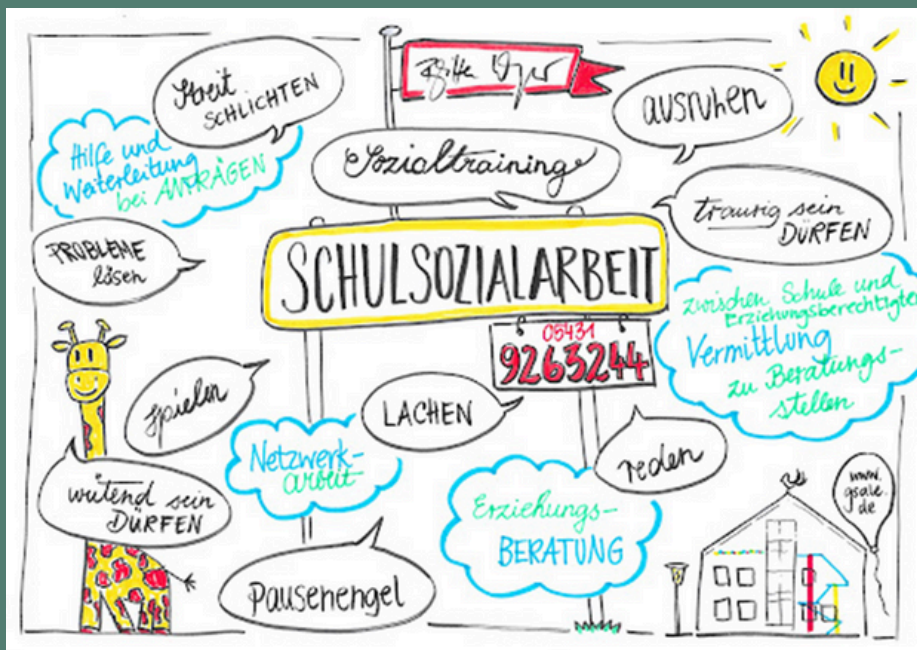 Streit
SCHLICHTEN
ausruhen
Hilfe und
Weiterleitung
bei ANTRÄGEN
Sozialtraining
traurig sein
DÜRFEN
PROBLEME
lösen
SCHULSOZIALARBEIT
zwischen Schule und
Erziehungsberechtigten
Vermittlung
zu Beratungs-
stellen
05431
9263244
spielen
LACHEN
reden
Netzwerk-
arbeit
wütend sein
DÜRFEN
Erziehungs-
BERATUNG
www.
gsale.
de
Pausenengel